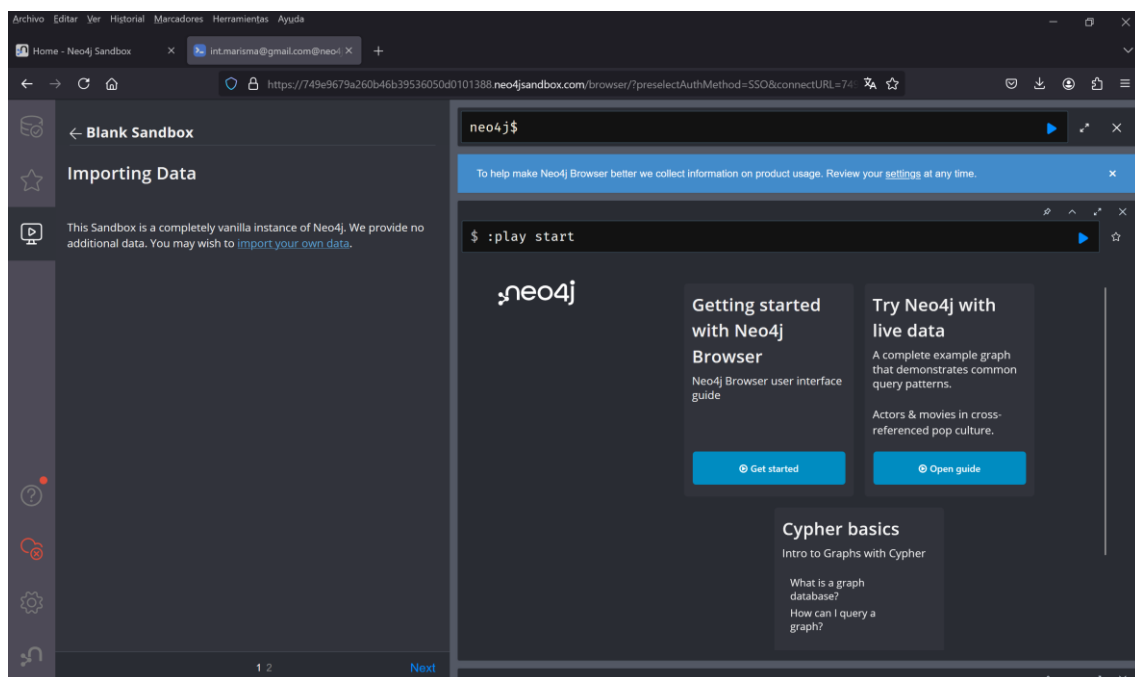 Archivo Editar Ver Historial Marcadores Herramientas Ayuda
Home - Neo4j Sandbox
int.marisma@gmail.com@neo4
https://749e9679a260b46b39536050d0101388.neo4jsandbox.com/browser/?preselectAuthMethod=SSO&connectURL=74
Blank Sandbox
Importing Data
This Sandbox is a completely vanilla instance of Neo4j. We provide no
additional data. You may wish to import your own data.
1 2 Next
neo4j$
To help make Neo4j Browser better we collect information on product usage. Review your settings at any time.
$ :play start
neo4j
Getting started
with Neo4j
Browser
Neo4j Browser user interface
guide
Get started
Try Neo4j with
live data
A complete example graph
that demonstrates common
query patterns.
Actors & movies in cross-
referenced pop culture.
Open guide
Cypher basics
Intro to Graphs with Cypher
What is a graph
database?
How can I query a
graph?